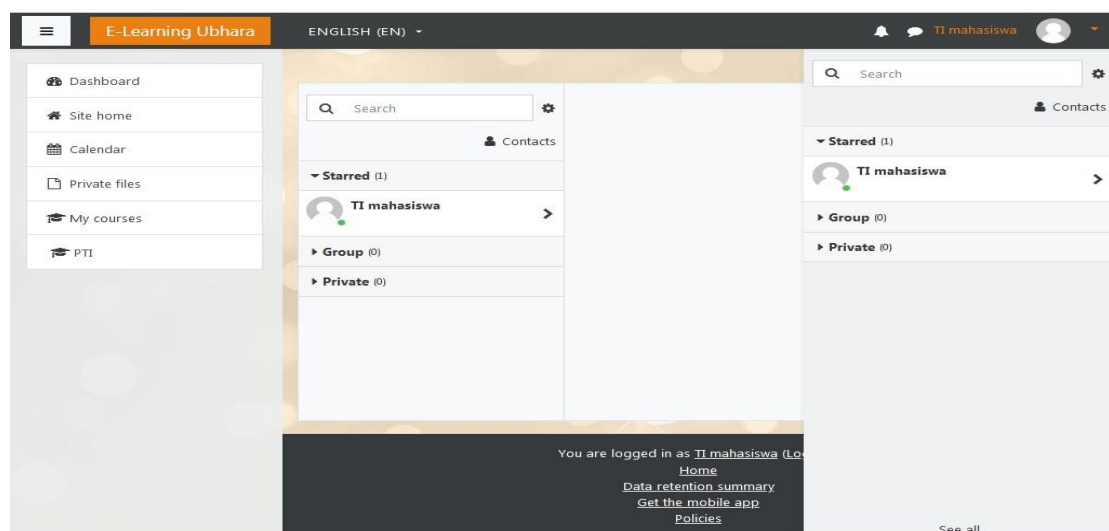 E-Learning Ubhara
ENGLISH (EN)
TI mahasiswa
Dashboard
Site home
Calendar
Private files
My courses
PTI
Search
Contacts
Starred (1)
TI mahasiswa
Group (0)
Private (0)
Search
Contacts
Starred (1)
TI mahasiswa
Group (0)
Private (0)
You are logged in as TI mahasiswa (Lo
Home
Data retention summary
Get the mobile app
Policies
See all